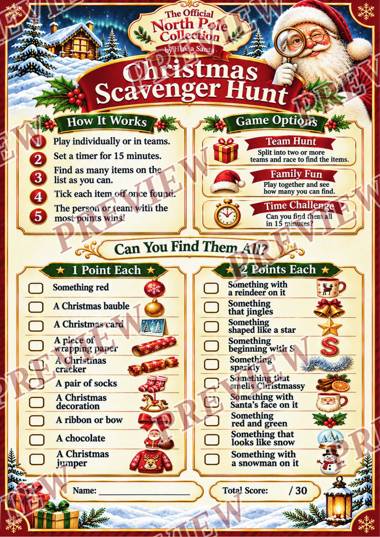 The Official
North Pole
Collection
Christmas
Scavenger Hunt
How It Works
1 Play individually or in teams.
2 Set a timer for 15 minutes.
3 Find as many items on the
list as you can.
4 Tick each item off once found.
5 The person or team with the
most points wins!
Game Options
Team Hunt
Split into two or more
teams and race to find the items.
Family Fun
Play together and see
how many you can find.
Time Challenge
Can you find them all
in 15 minutes?
Can You Find Them All?
1 Point Each
Something red
A Christmas bauble
A Christmas card
A piece of
wrapping paper
A Christmas
cracker
A pair of socks
A Christmas
decoration
A ribbon or bow
A chocolate
A Christmas
jumper
2 Points Each
Something with
a reindeer on it
Something
that jingles
Something
shaped like a star
Something
beginning with S
Something
sparkly
Something that
smells Christmassy
Something with
Santa's face on it
Something
red and green
Something that
looks like snow
Something with
a snowman on it
Name:
Total Score: / 30
PREVIEW